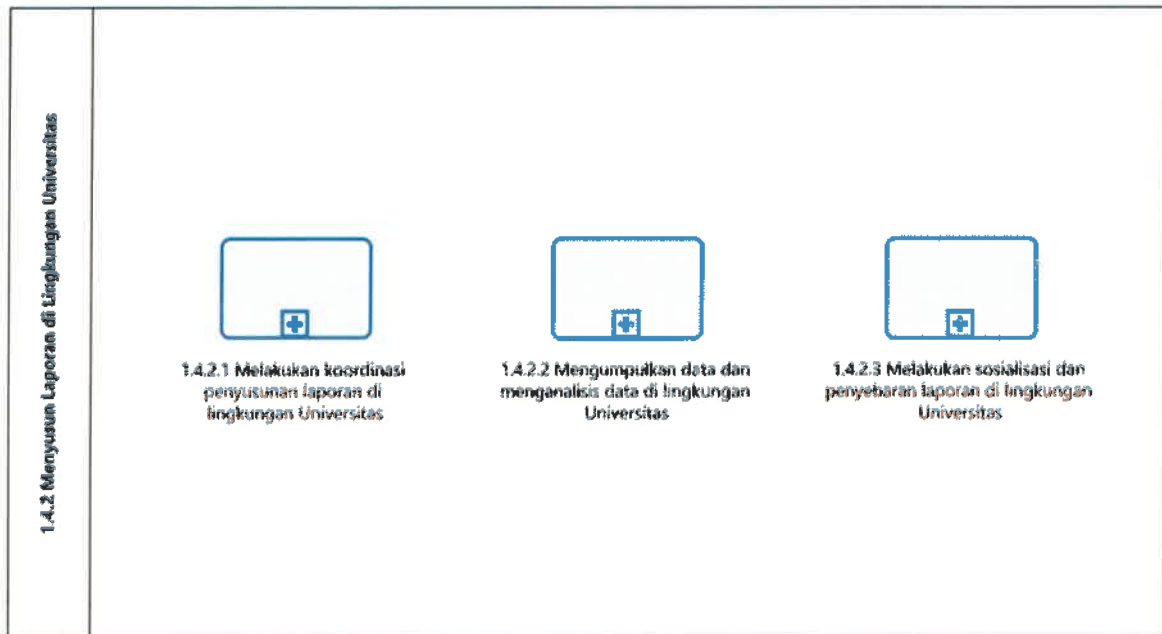 1.4.2 Menyusun Laporan di Lingkungan Universitas
1.4.2.1 Melakukan koordinasi
penyusunan laporan di
lingkungan Universitas
1.4.2.2 Mengumpulkan data dan
menganalisis data di lingkungan
Universitas
1.4.2.3 Melakukan sosialisasi dan
penyebaran laporan di lingkungan
Universitas